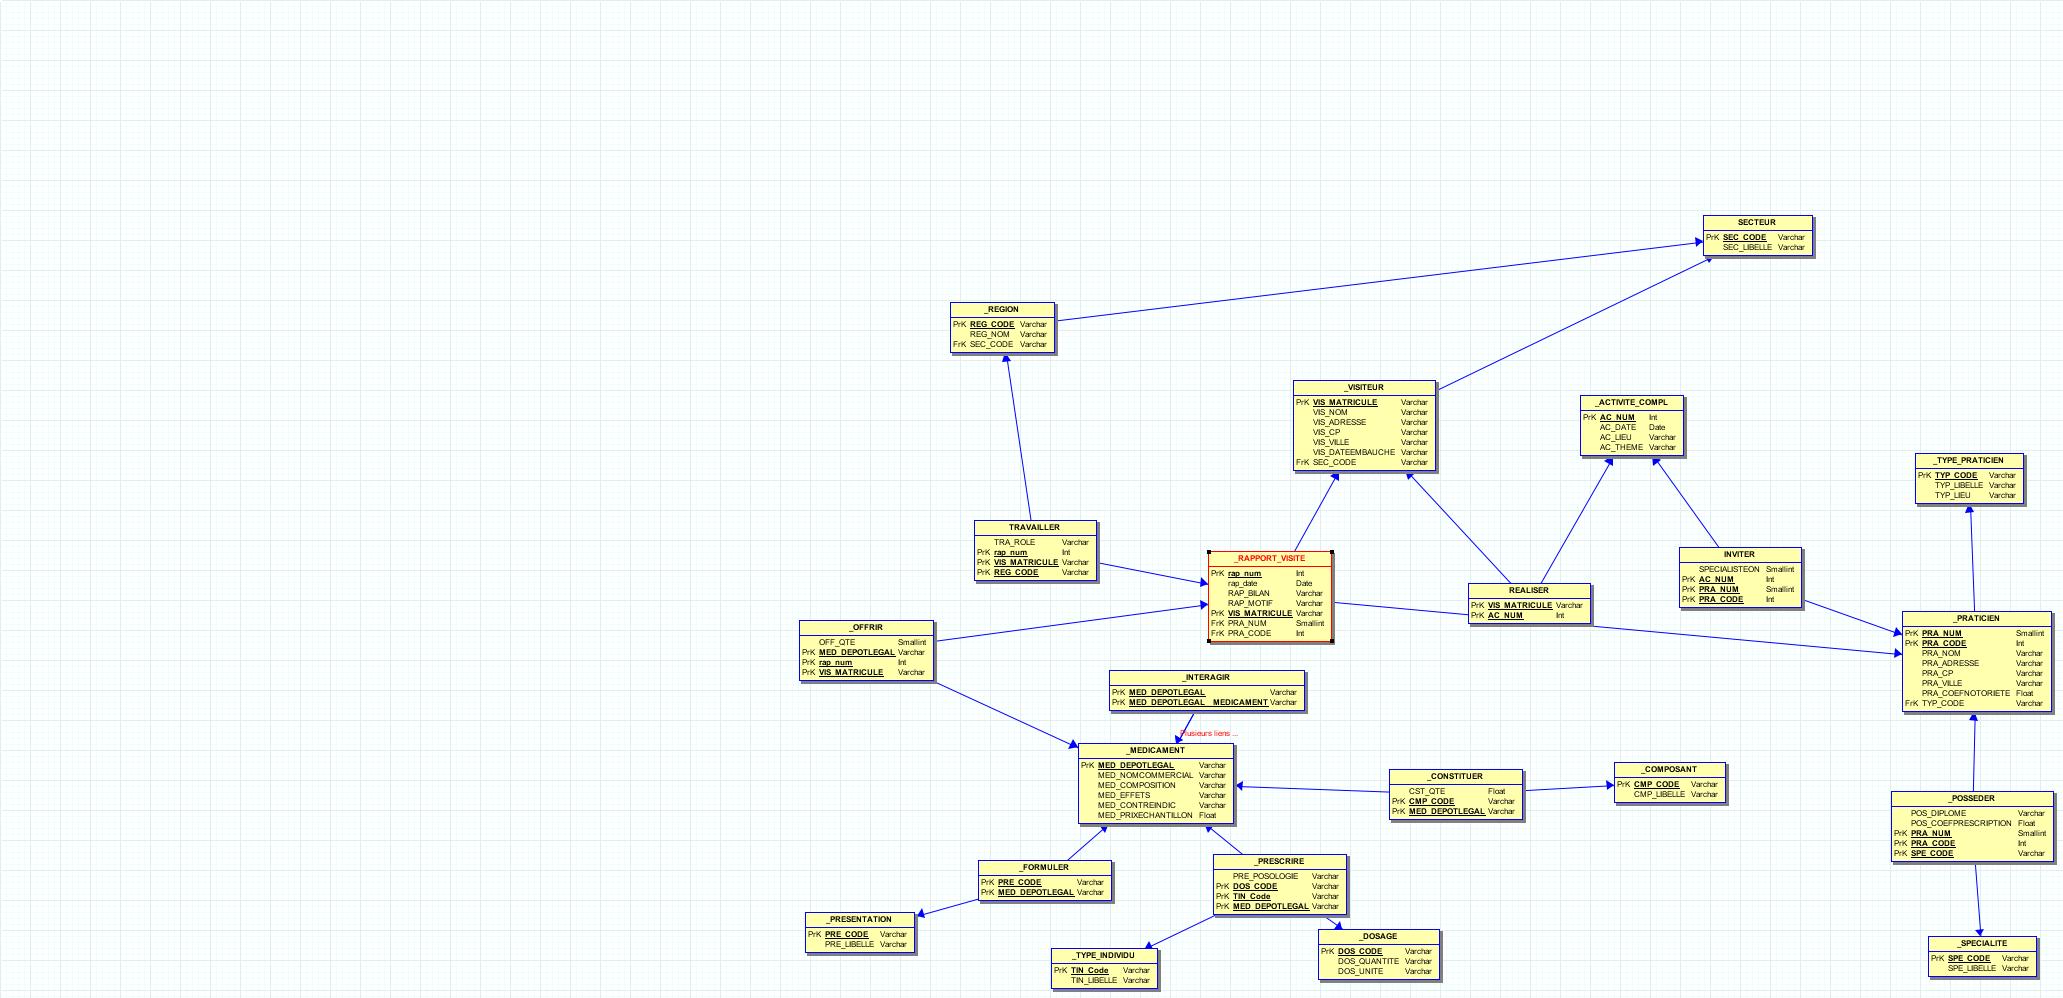 SECTEUR
PrK SEC_CODE Varchar
SEC_LIBELLE Varchar
_REGION
PrK REG_CODE Varchar
REG_NOM Varchar
FrK SEC_CODE Varchar
_VISITEUR
PrK VIS_MATRICULE Varchar
VIS_NOM Varchar
VIS_ADRESSE Varchar
VIS_CP Varchar
VIS_VILLE Varchar
VIS_DATEEMBAUCHE Varchar
FrK SEC_CODE Varchar
_ACTIVITE_COMPL
PrK AC_NUM Int
AC_DATE Date
AC_LIEU Varchar
AC_THEME Varchar
_TYPE_PRATICIEN
PrK TYP_CODE Varchar
TYP_LIBELLE Varchar
TYP_LIEU Varchar
TRAVAILLER
TRA_ROLE Varchar
PrK rap_num Int
PrK VIS_MATRICULE Varchar
PrK REG_CODE Varchar
_RAPPORT_VISITE
PrK rap_num Int
rap_date Date
RAP_BILAN Varchar
RAP_MOTIF Varchar
PrK VIS_MATRICULE Varchar
FrK PRA_NUM Smallint
FrK PRA_CODE Int
REALISER
PrK VIS_MATRICULE Varchar
PrK AC_NUM Int
INVITER
SPECIALISTEON Smallint
PrK AC_NUM Int
PrK PRA_NUM Smallint
PrK PRA_CODE Int
_PRATICIEN
PrK PRA_NUM Smallint
PrK PRA_CODE Int
PRA_NOM Varchar
PRA_ADRESSE Varchar
PRA_CP Varchar
PRA_VILLE Varchar
PRA_COEFNOTORIETE Float
FrK TYP_CODE Varchar
_OFFRIR
OFF_QTE Smallint
PrK MED_DEPOTLEGAL Varchar
PrK rap_num Int
PrK VIS_MATRICULE Varchar
_INTERAGIR
PrK MED_DEPOTLEGAL Varchar
PrK MED_DEPOTLEGAL__MEDICAMENT Varchar
Plusieurs liens ...
_MEDICAMENT
PrK MED_DEPOTLEGAL Varchar
MED_NOMCOMMERCIAL Varchar
MED_COMPOSITION Varchar
MED_EFFETS Varchar
MED_CONTREINDIC Varchar
MED_PRIXECHANTILLON Float
_CONSTITUER
CST_QTE Float
PrK CMP_CODE Varchar
PrK MED_DEPOTLEGAL Varchar
_COMPOSANT
PrK CMP_CODE Varchar
CMP_LIBELLE Varchar
_POSSEDER
POS_DIPLOME Varchar
POS_COEFPRESCRIPTION Float
PrK PRA_NUM Smallint
PrK PRA_CODE Int
PrK SPE_CODE Varchar
_FORMULER
PrK PRE_CODE Varchar
PrK MED_DEPOTLEGAL Varchar
_PRESCRIRE
PRE_POSOLOGIE Varchar
PrK DOS_CODE Varchar
PrK TIN_Code Varchar
PrK MED_DEPOTLEGAL Varchar
_PRESENTATION
PrK PRE_CODE Varchar
PRE_LIBELLE Varchar
_TYPE_INDIVIDU
PrK TIN_Code Varchar
TIN_LIBELLE Varchar
_DOSAGE
PrK DOS_CODE Varchar
DOS_QUANTITE Varchar
DOS_UNITE Varchar
_SPECIALITE
PrK SPE_CODE Varchar
SPE_LIBELLE Varchar